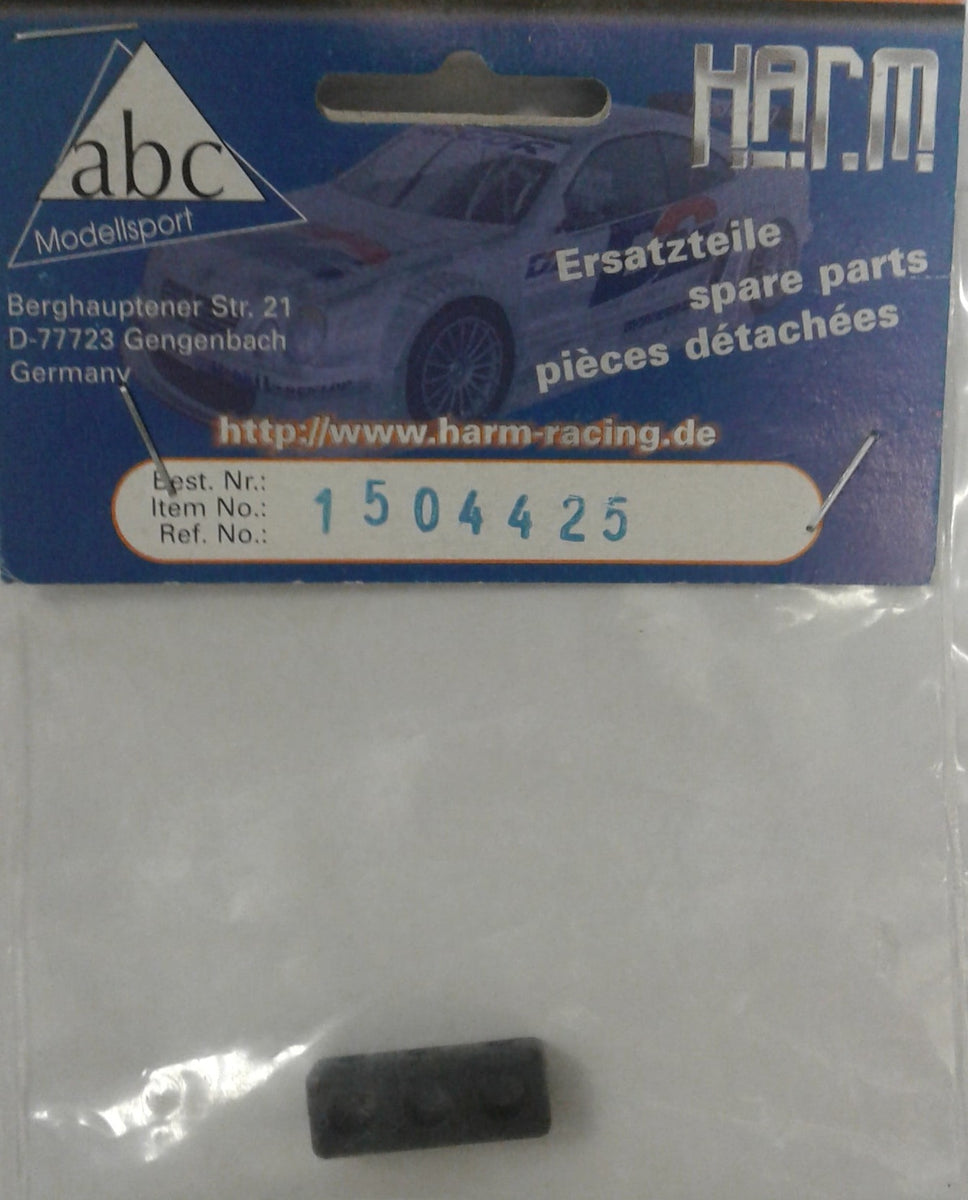 abc
Modellsport
HARM
Berghauptener Str. 21
D-77723 Gengenbach
Germany
Ersatzteile
spare parts
pièces détachées
http://www.harm-racing.de
Best. Nr.:
Item No.:
Ref. No.:
1504425